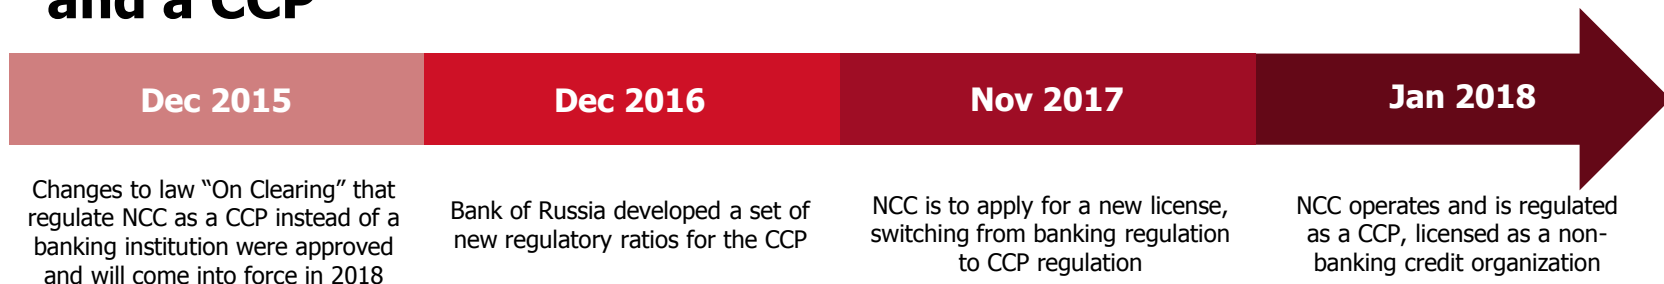 and a CCP
Dec 2015
Dec 2016
Nov 2017
Jan 2018
Changes to law “On Clearing” that
regulate NCC as a CCP instead of a
banking institution were approved
and will come into force in 2018
Bank of Russia developed a set of
new regulatory ratios for the CCP
NCC is to apply for a new license,
switching from banking regulation
to CCP regulation
NCC operates and is regulated
as a CCP, licensed as a non-
banking credit organization